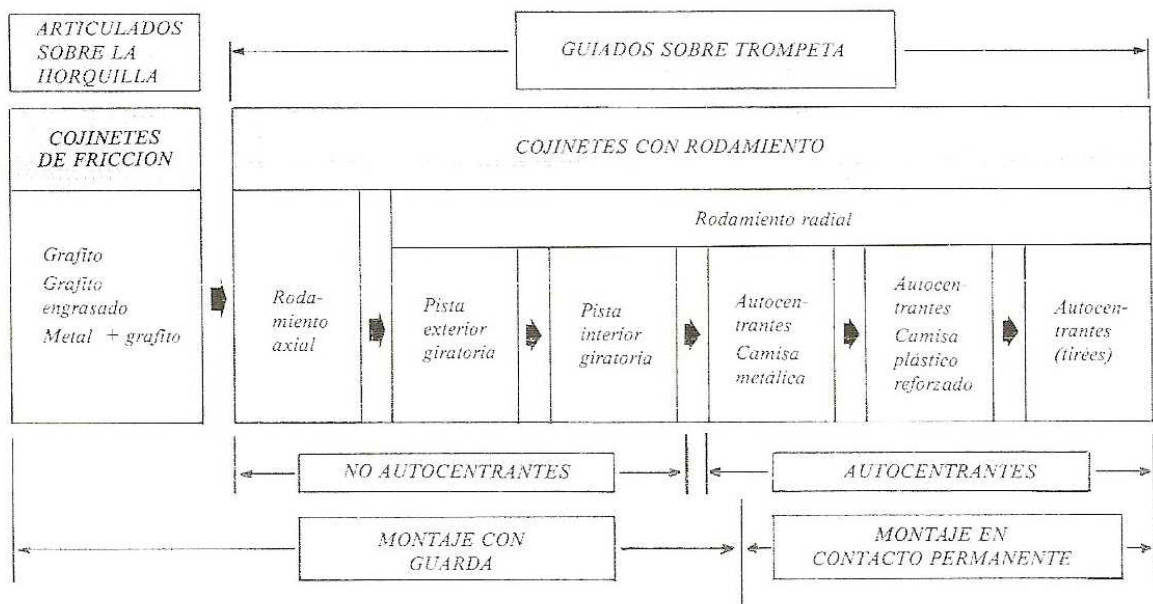 ARTICULADOS
SOBRE LA
HORQUILLA
GUIADOS SOBRE TROMPETA
COJINETES
DE FRICCION
COJINETES CON RODAMIENTO
Grafito
Grafito
engrasado
Metal + grafito
Roda-
miento
axial
Rodamiento radial
Pista
exterior
giratoria
Pista
interior
giratoria
Autocen-
trantes
Camisa
metálica
Autocen-
trantes
Camisa
plástico
reforzado
Autocen-
trantes
(tirées)
NO AUTOCENTRANTES
AUTOCENTRANTES
MONTAJE CON
GUARDA
MONTAJE EN
CONTACTO PERMANENTE